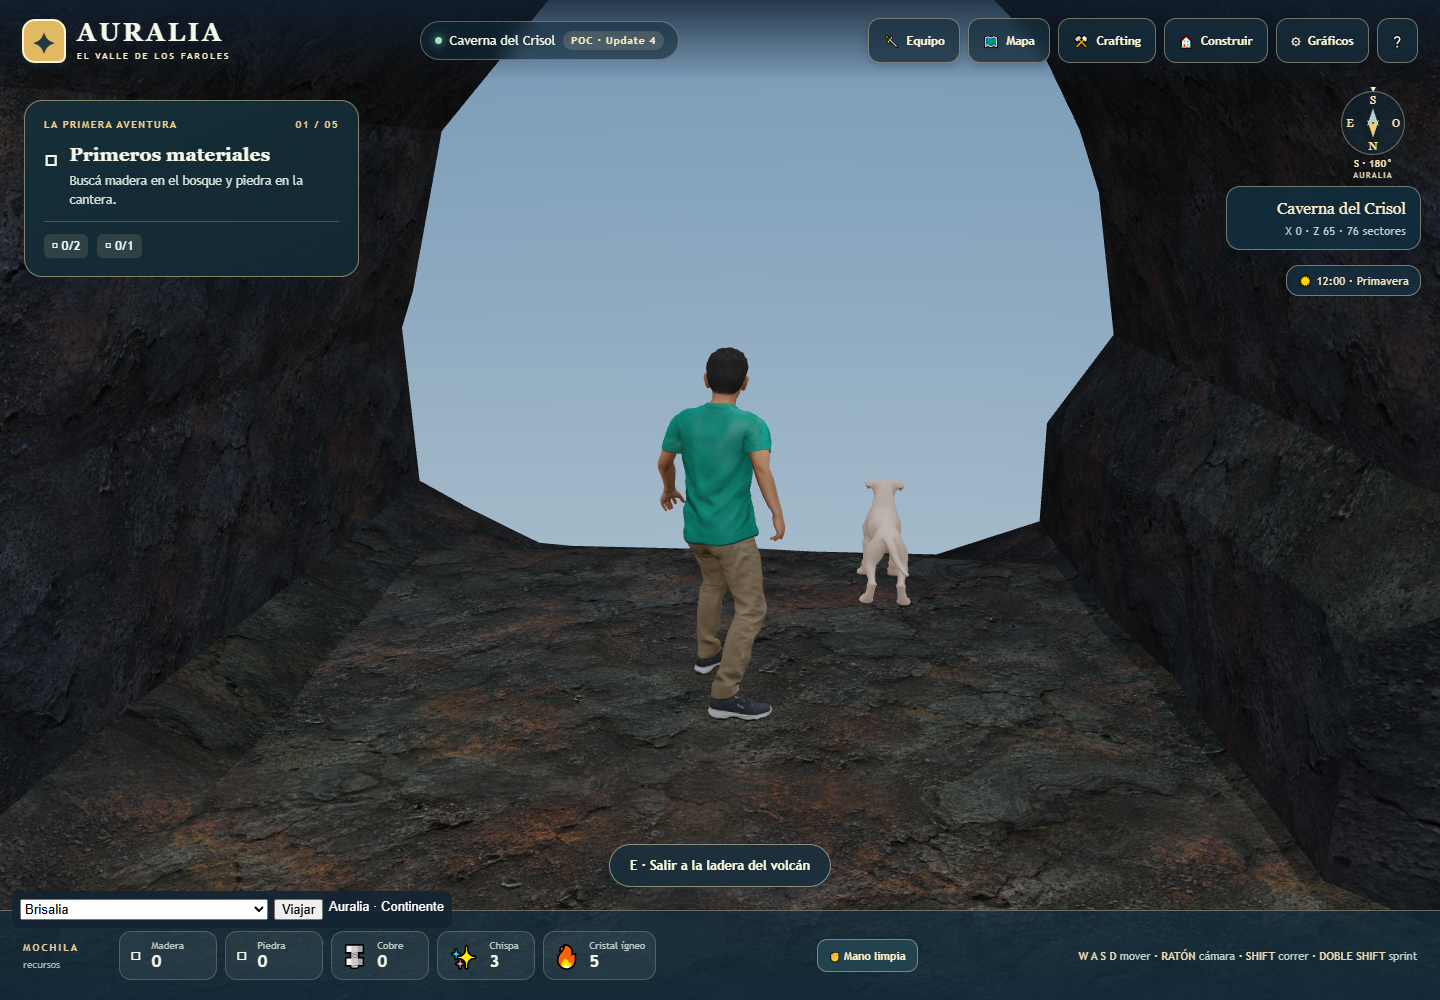 AURALIA
EL VALLE DE LOS FAROLES
Caverna del Crisol POC · Update 4
Equipo
Mapa
Crafting
Construir
Gráficos
?
LA PRIMERA AVENTURA 01 / 05
Primeros materiales
Buscá madera en el bosque y piedra en la
cantera.
0/2 0/1
S
E O
N
S · 180°
AURALIA
Caverna del Crisol
X 0 · Z 65 · 76 sectores
12:00 · Primavera
E · Salir a la ladera del volcán
Brisalia Viajar Auralia · Continente
MOCHILA
recursos
Madera
0
Piedra
0
Cobre
0
Chispa
3
Cristal ígneo
5
Mano limpia
W A S D mover · RATÓN cámara · SHIFT correr · DOBLE SHIFT sprint